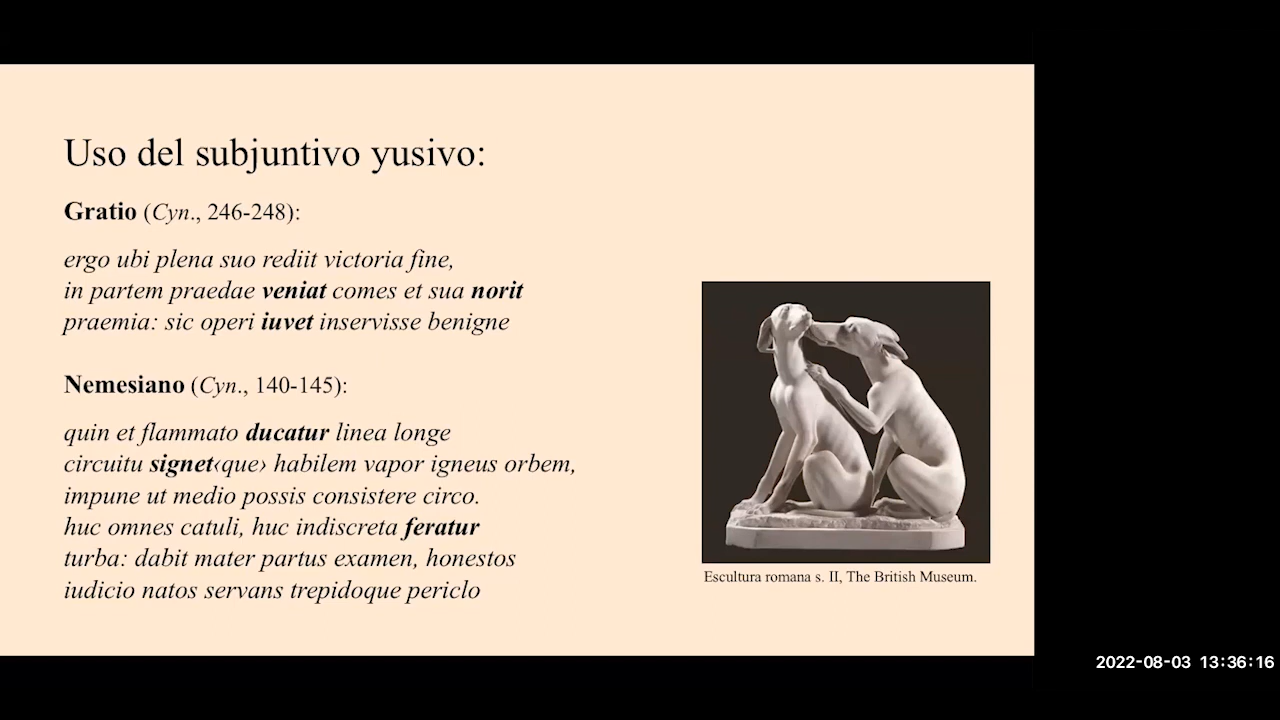 Uso del subjuntivo yusivo:
Gratio (Cyn., 246-248):
ergo ubi plena suo rediit victoria fine,
in partem praedae veniat comes et sua norit
praemia: sic operi iuvet inservisse benigne
Nemesiano (Cyn., 140-145):
quin et flammato ducatur linea longe
circuitu signet‹que› habilem vapor igneus orbem,
impune ut medio possis consistere circo.
huc omnes catuli, huc indiscreta feratur
turba: dabit mater partus examen, honestos
iudicio natos servans trepidoque periclo
Escultura romana s. II, The British Museum.
2022-08-03 13:36:16